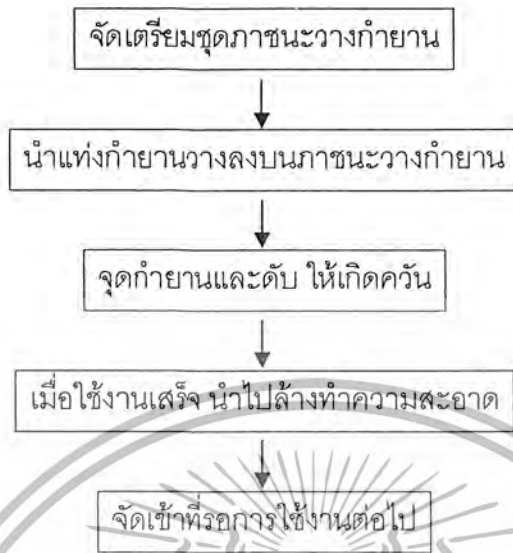 จัดเตรียมชุดภาชนะวางกำยาน
นำแท่งกำยานวางลงบนภาชนะวางกำยาน
จุดกำยานและดับ ให้เกิดควัน
เมื่อใช้งานเสร็จ นำไปล้างทำความสะอาด
จัดเข้าที่รอการใช้งานต่อไป